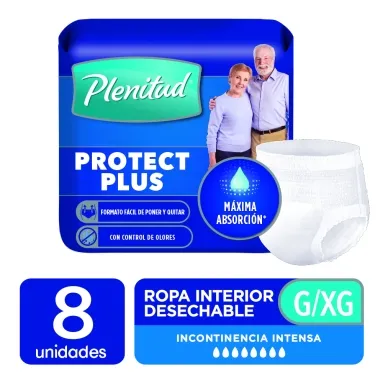 Plenitud
PROTECT
PLUS
FORMATO FÁCIL DE PONER Y QUITAR
CON CONTROL DE OLORES
MÁXIMA
ABSORCIÓN*
8
unidades
ROPA INTERIOR
DESECHABLE
G/XG
INCONTINENCIA INTENSA